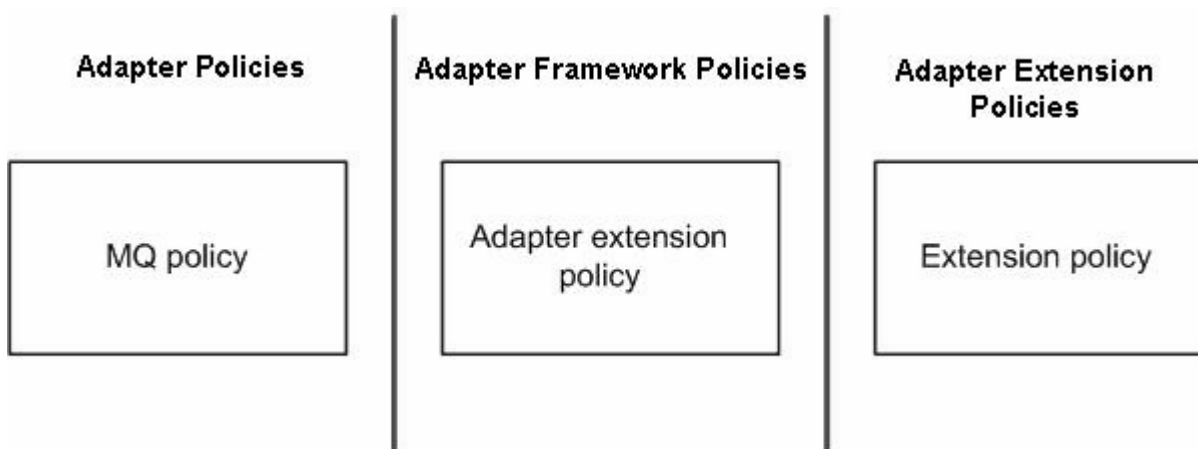 Adapter Policies
Adapter Framework Policies
Adapter Extension
Policies
MQ policy
Adapter extension
policy
Extension policy